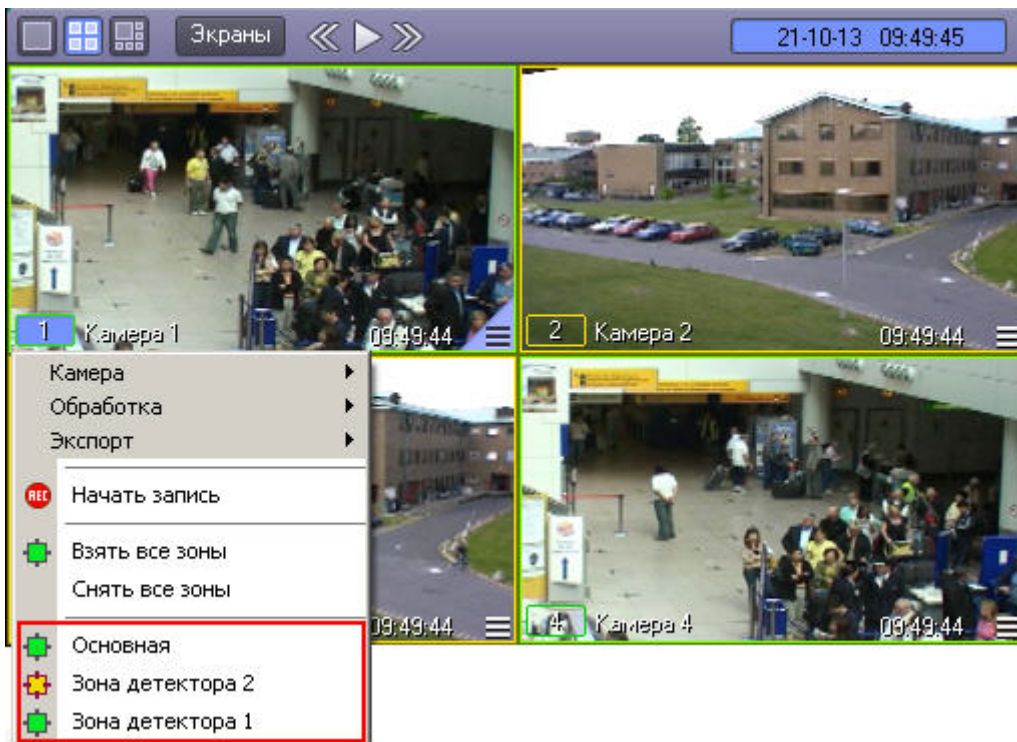 Экраны 21-10-13 09:49:45
1 Камера 1 09:49:44
2 Камера 2 09:49:44
Камера
Обработка
Экспорт
REC Начать запись
Взять все зоны
Снять все зоны
09:49:44
4 Камера 4 09:49:44
Основная
Зона детектора 2
Зона детектора 1